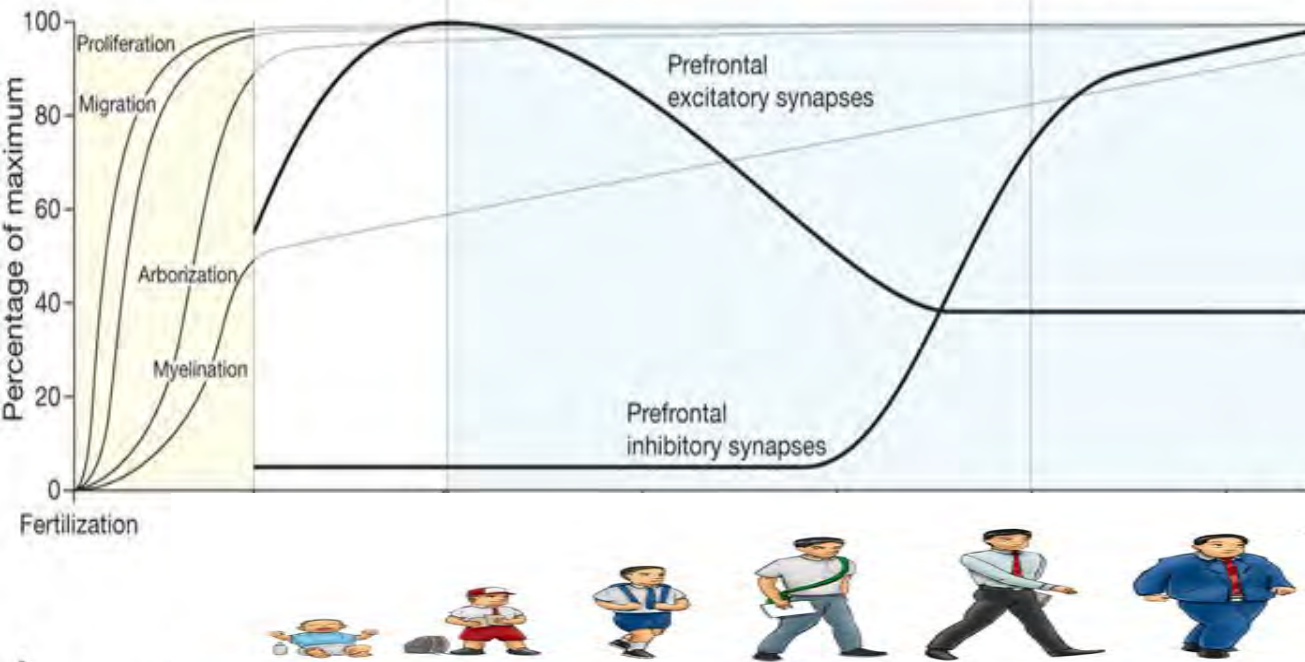 Percentage of maximum
100
80
60
40
20
0
Proliferation
Migration
Arborization
Myelination
Prefrontal
excitatory synapses
Prefrontal
inhibitory synapses
Fertilization